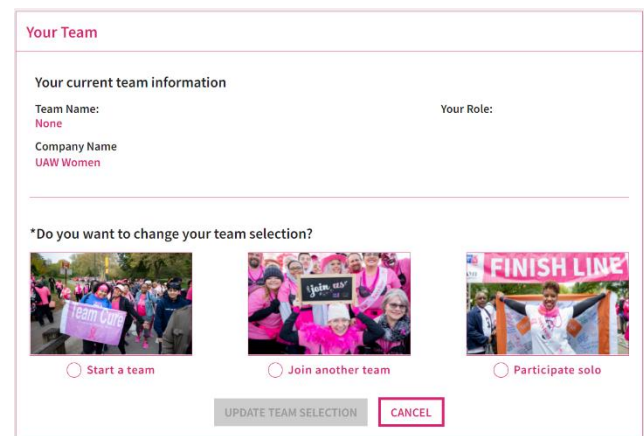 Your Team
Your current team information
Team Name:
None
Your Role:
Company Name
UAW Women
*Do you want to change your team selection?
Team Cure
join us
FINISH LINE
Start a team
Join another team
Participate solo
UPDATE TEAM SELECTION
CANCEL